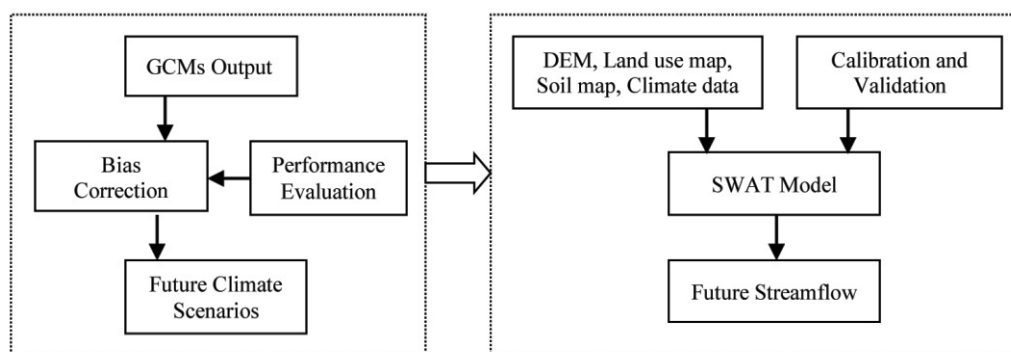 GCMs Output
Bias
Correction
Performance
Evaluation
Future Climate
Scenarios
DEM, Land use map,
Soil map, Climate data
Calibration and
Validation
SWAT Model
Future Streamflow